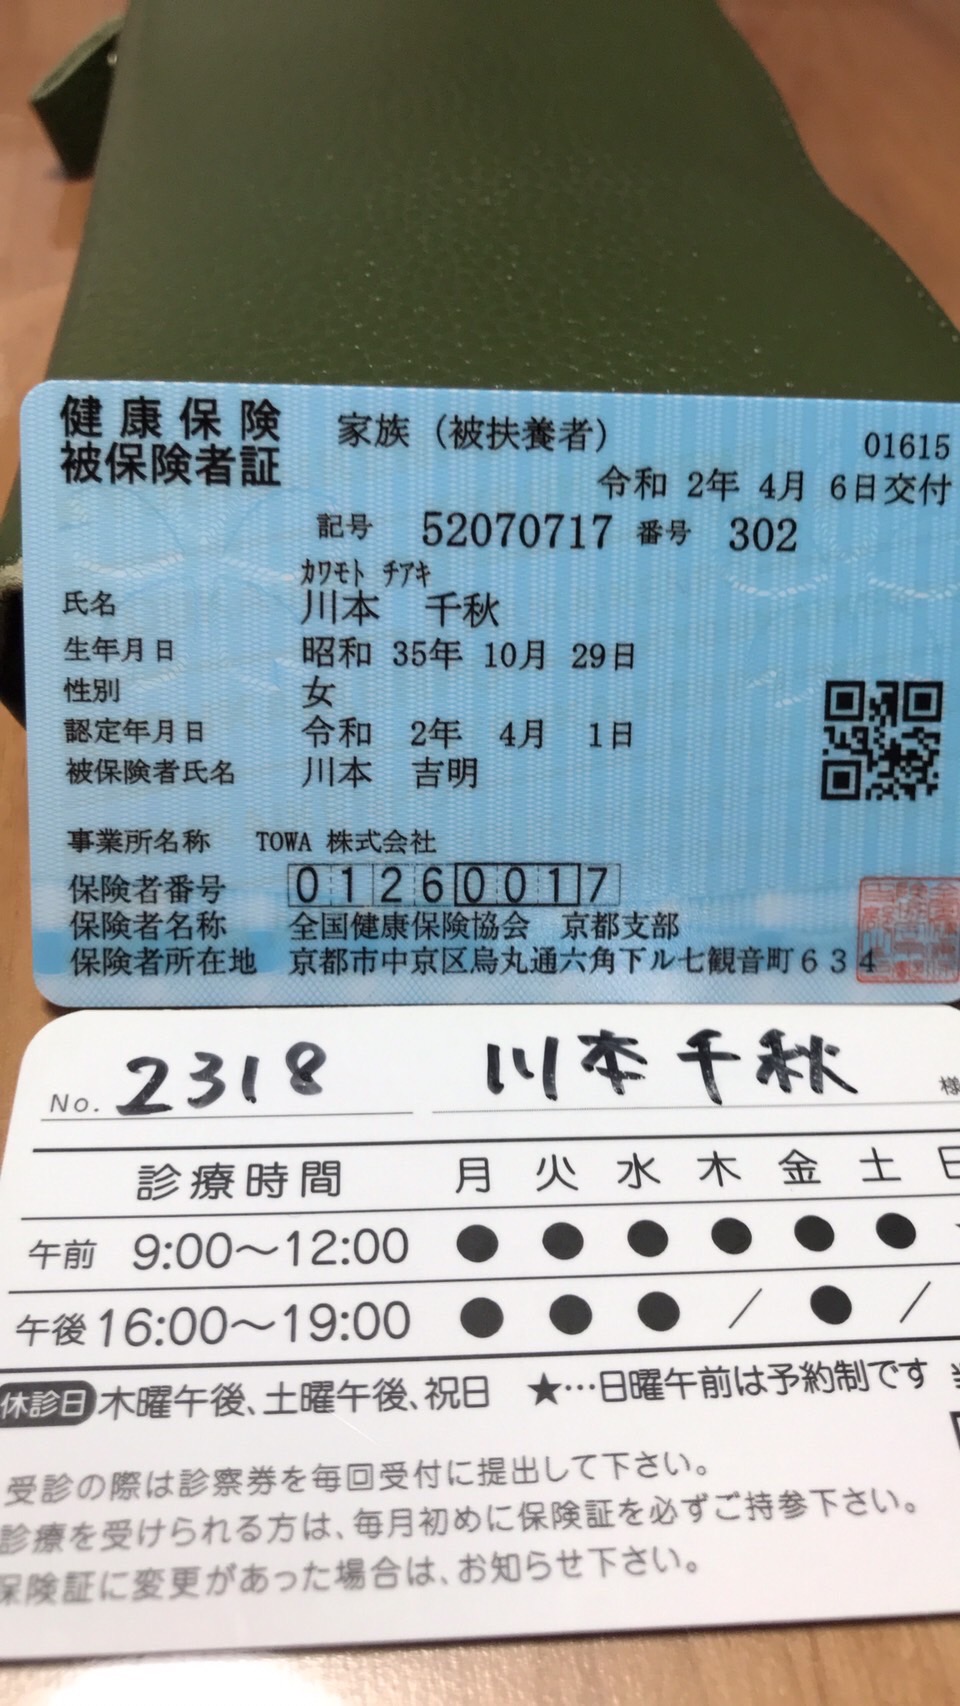 健康保険
被保険者証
家族（被扶養者）
01615
令和 2年 4月 6日交付
記号 52070717 番号 302
ｶﾜﾓﾄ ﾁｱｷ
氏名 川本 千秋
生年月日 昭和 35年 10月 29日
性別 女
認定年月日 令和 2年 4月 1日
被保険者氏名 川本 吉明
事業所名称 TOWA 株式会社
保険者番号 01260017
保険者名称 全国健康保険協会 京都支部
保険者所在地 京都市中京区烏丸通六角下ル七観音町634
No. 2318 川本千秋 様
診療時間 月 火 水 木 金 土 日
午前 9:00～12:00 ● ● ● ● ● ●
午後 16:00～19:00 ● ● ● ／ ● ／
休診日 木曜午後、土曜午後、祝日 ★…日曜午前は予約制です
受診の際は診察券を毎回受付に提出して下さい。
診療を受けられる方は、毎月初めに保険証を必ずご持参下さい。
保険証に変更があった場合は、お知らせ下さい。